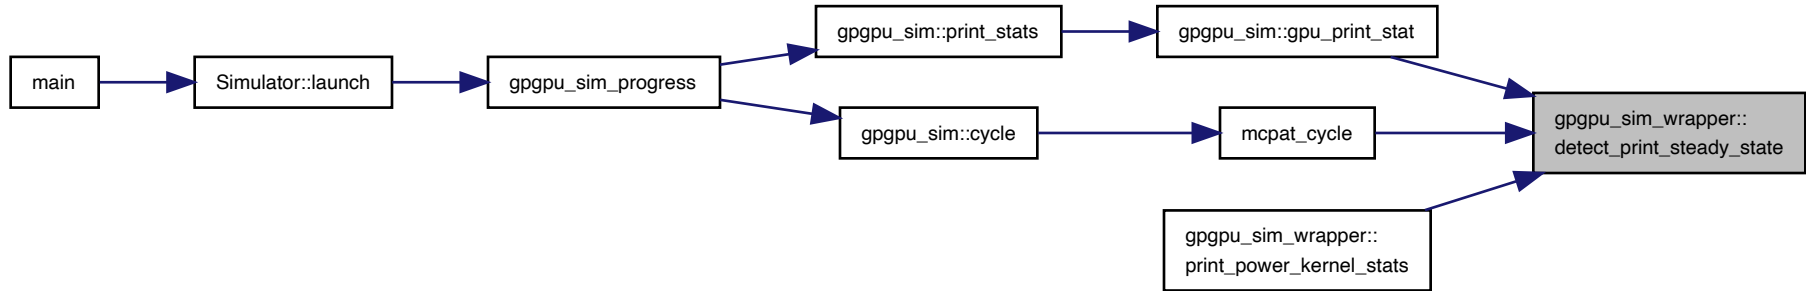 main
Simulator::launch
gpgpu_sim_progress
gpgpu_sim::print_stats
gpgpu_sim::gpu_print_stat
gpgpu_sim::cycle
mcpat_cycle
gpgpu_sim_wrapper::
detect_print_steady_state
gpgpu_sim_wrapper::
print_power_kernel_stats